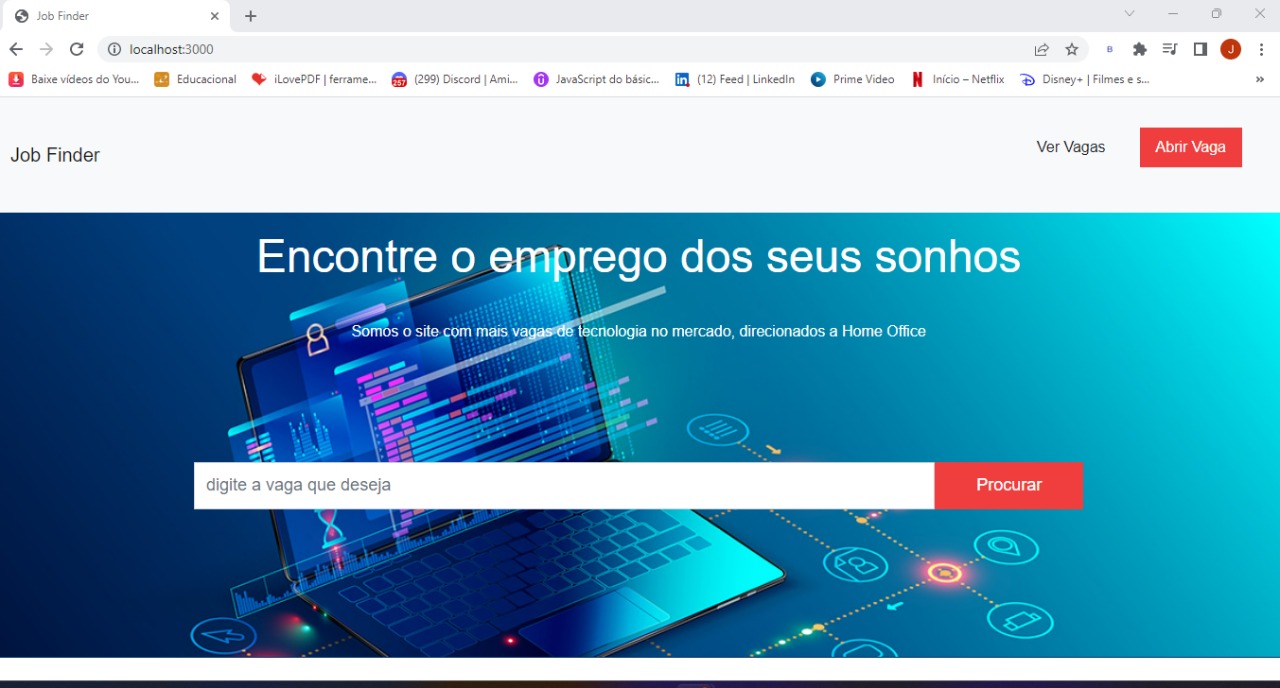 Job Finder
localhost:3000
J
Baixe vídeos do You...
Educacional
iLovePDF | ferrame...
257
(299) Discord | Ami...
JavaScript do básic...
(12) Feed | LinkedIn
Prime Video
Início – Netflix
Disney+ | Filmes e s...
Job Finder
Ver Vagas
Abrir Vaga
Encontre o emprego dos seus sonhos
Somos o site com mais vagas de tecnologia no mercado, direcionados a Home Office
digite a vaga que deseja
Procurar